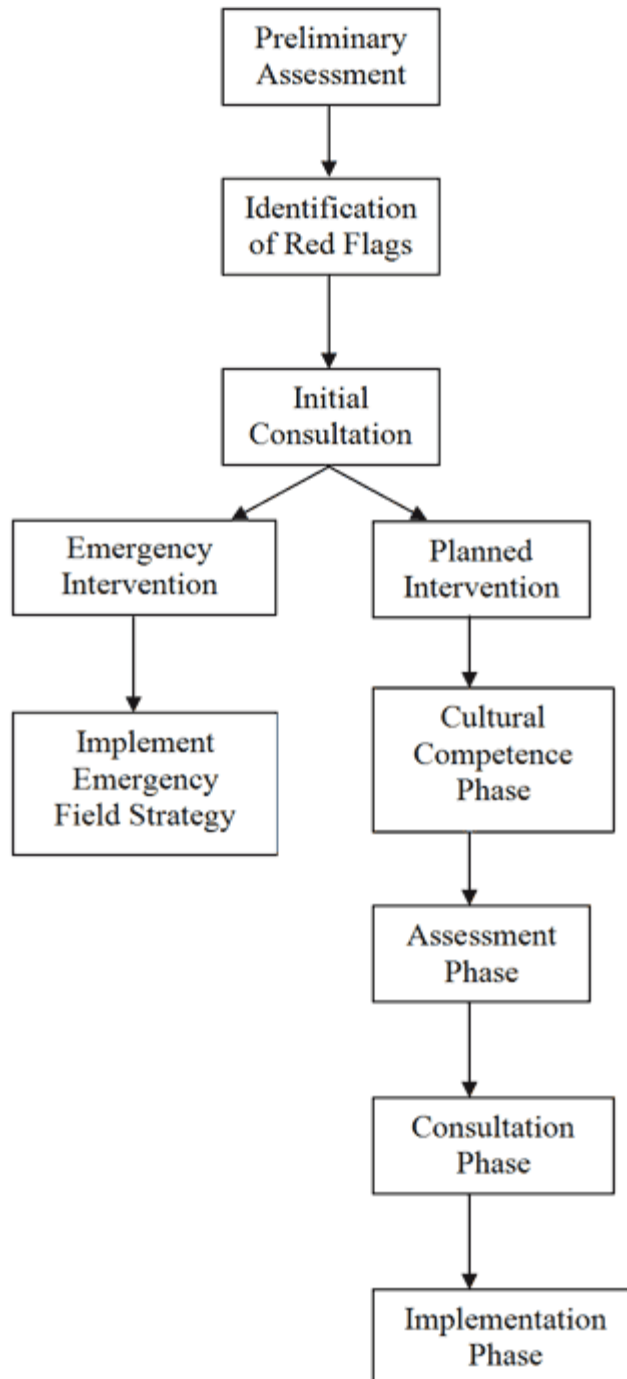 Preliminary
Assessment
Identification
of Red Flags
Initial
Consultation
Emergency
Intervention
Planned
Intervention
Implement
Emergency
Field Strategy
Cultural
Competence
Phase
Assessment
Phase
Consultation
Phase
Implementation
Phase